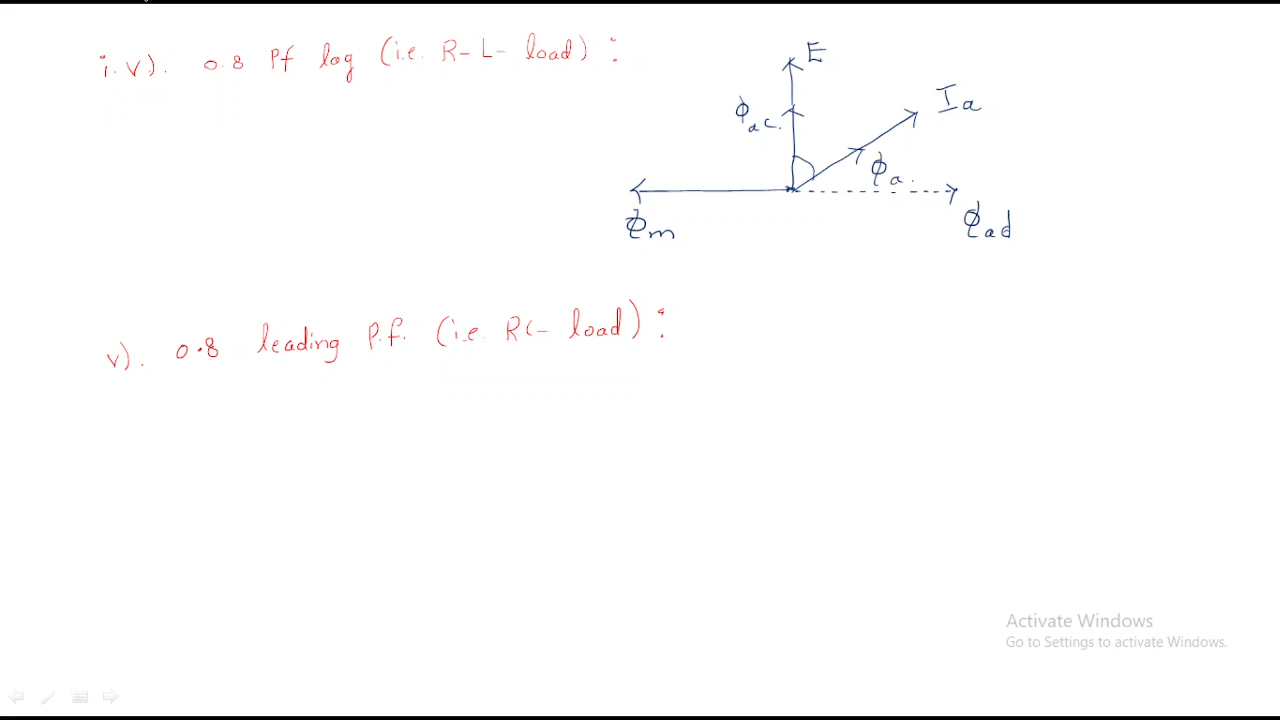 i.v). 0.8 Pf lag (i.e. R-L- load) :
E
ϕac.
Ia
ϕa.
ϕm
ϕad
v). 0.8 leading P.f. (i.e. RC- load) :
Activate Windows
Go to Settings to activate Windows.